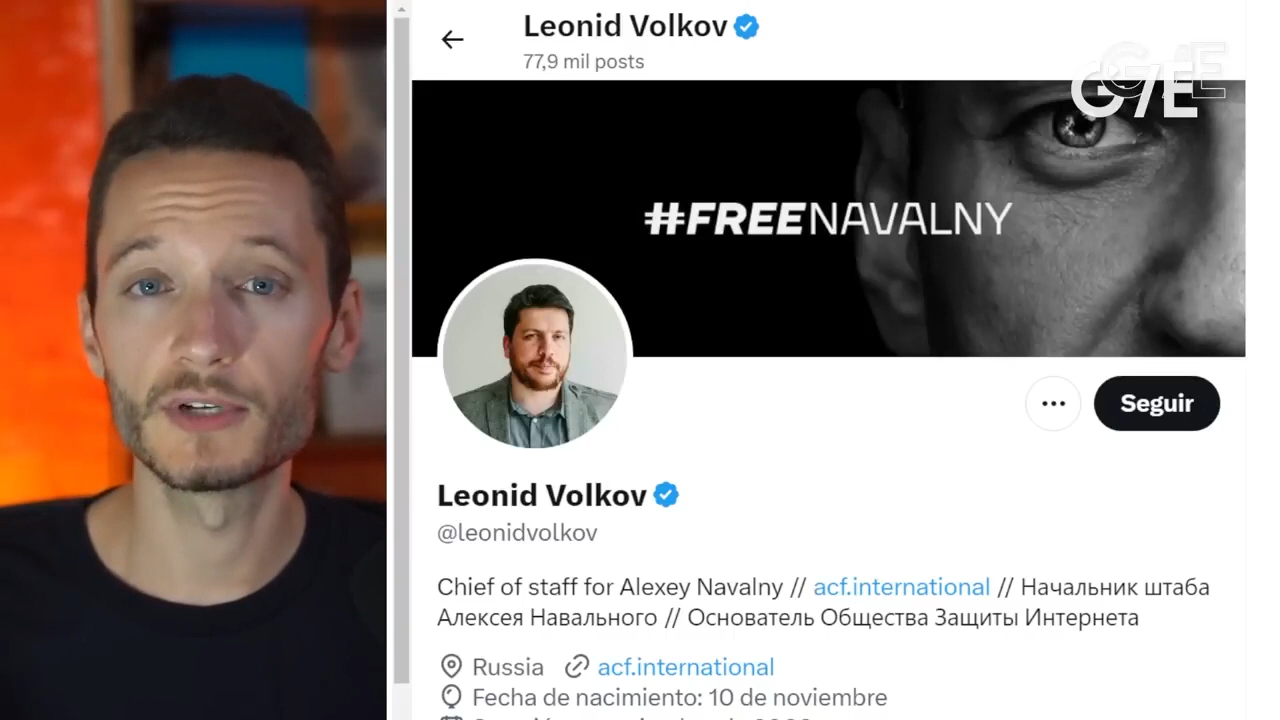 Leonid Volkov
77,9 mil posts
#FREENAVALNY
Seguir
Leonid Volkov
@leonidvolkov
Chief of staff for Alexey Navalny // acf.international // Начальник штаба
Алексея Навального // Основатель Общества Защиты Интернета
Russia acf.international
Fecha de nacimiento: 10 de noviembre